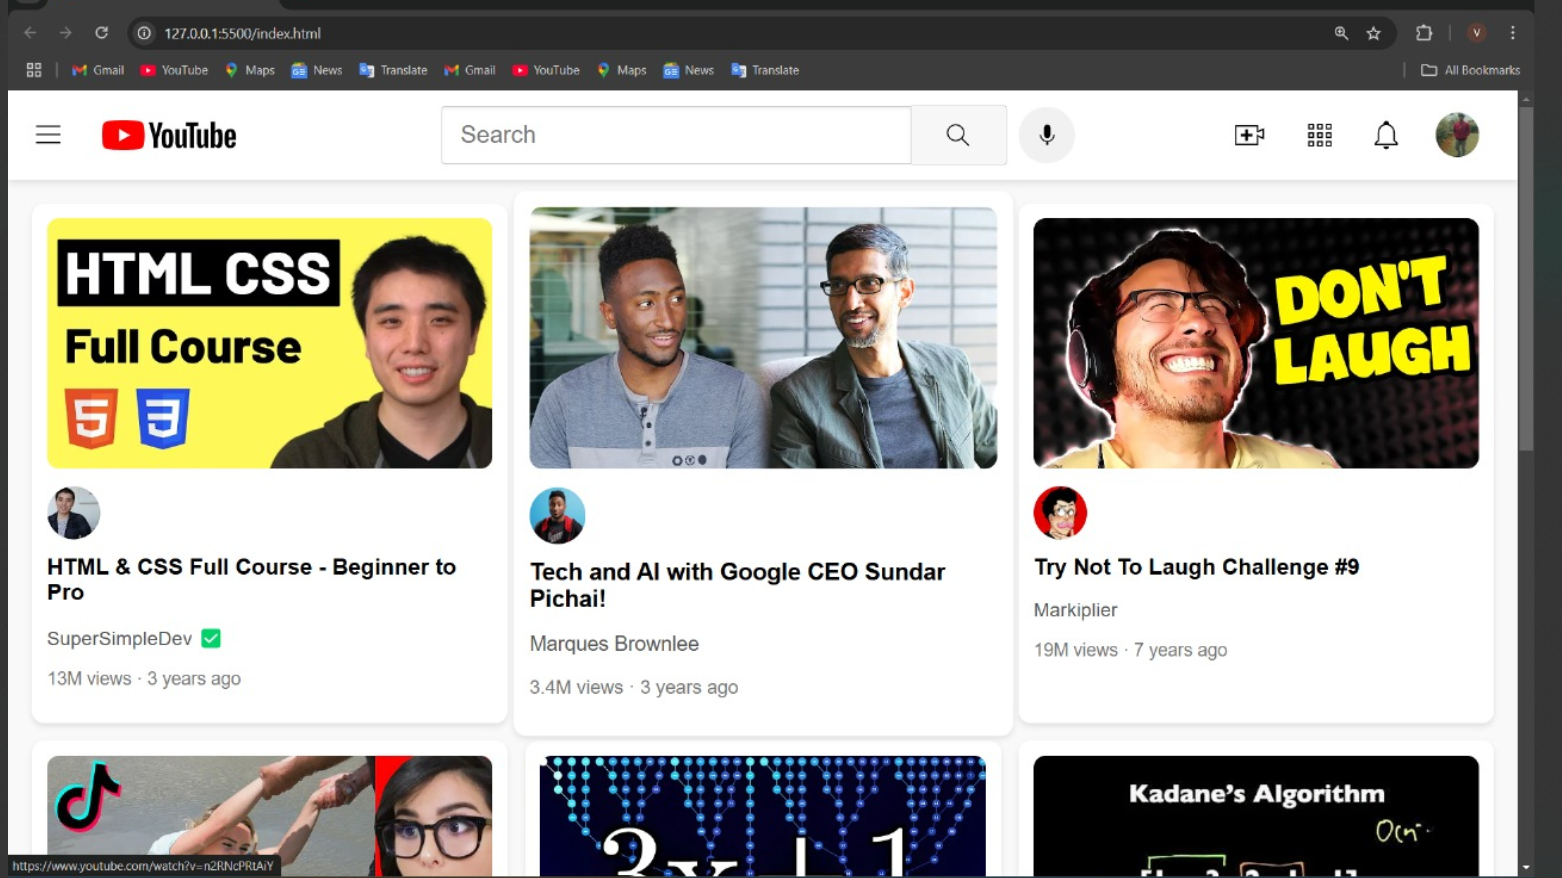 127.0.0.1:5500/index.html
V
Gmail YouTube Maps News Translate Gmail YouTube Maps News Translate All Bookmarks
YouTube
Search
HTML CSS
Full Course
5 3
DON'T
LAUGH
HTML & CSS Full Course - Beginner to
Pro
SuperSimpleDev ✅
13M views · 3 years ago
Tech and AI with Google CEO Sundar
Pichai!
Marques Brownlee
3.4M views · 3 years ago
Try Not To Laugh Challenge #9
Markiplier
19M views · 7 years ago
3x + 1
Kadane's Algorithm
https://www.youtube.com/watch?v=n2RNcPRtAiY